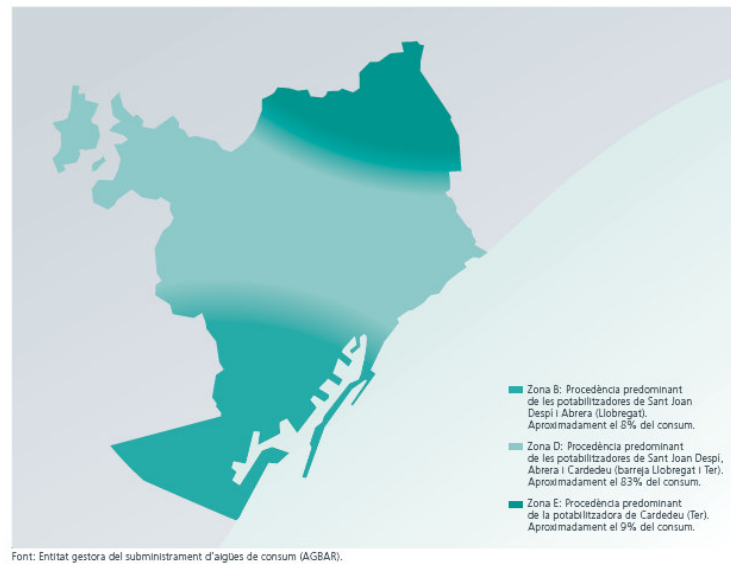 Zona B: Procedència predominant
de les potabilitzadores de Sant Joan
Despí i Abrera (Llobregat).
Aproximadament el 8% del consum.
Zona D: Procedència predominant
de les potabilitzadores de Sant Joan Despí,
Abrera i Cardedeu (barreja Llobregat i Ter).
Aproximadament el 83% del consum.
Zona E: Procedència predominant
de la potabilitzadora de Cardedeu (Ter).
Aproximadament el 9% del consum.
Font: Entitat gestora del subministrament d'aigües de consum (AGBAR).